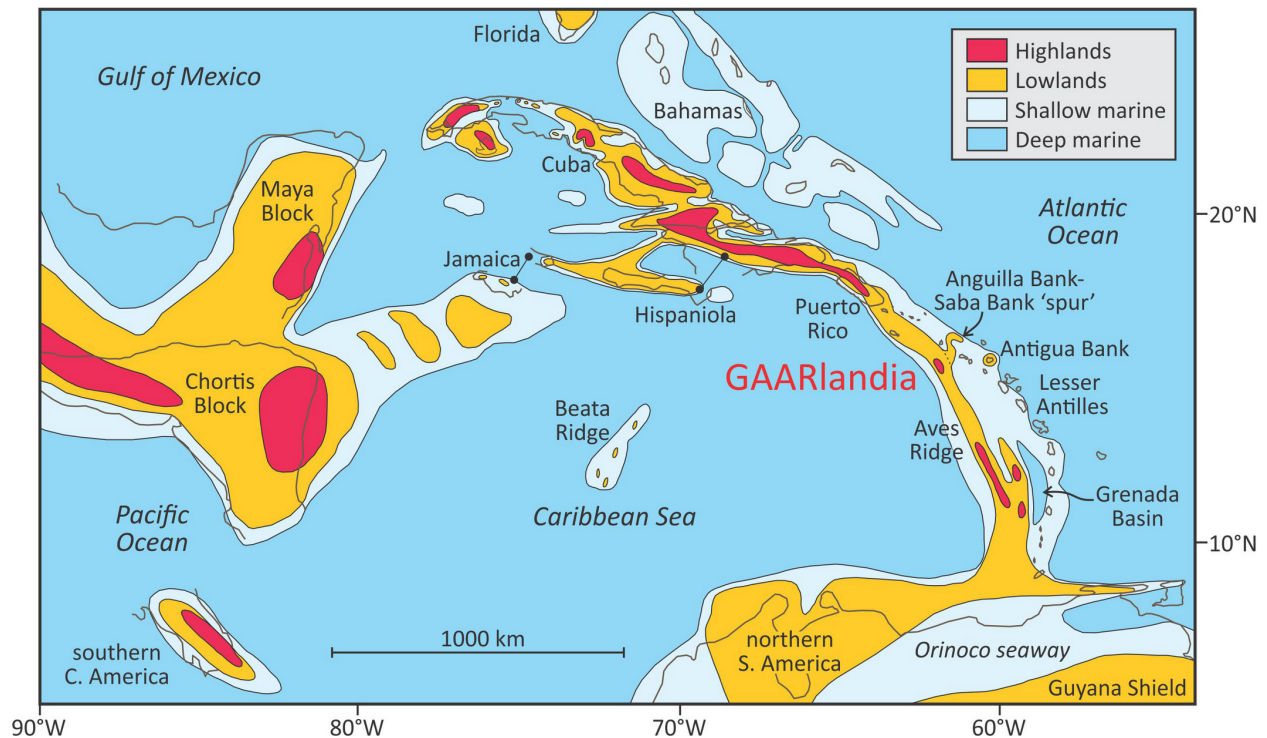 Florida
Gulf of Mexico
Highlands
Lowlands
Shallow marine
Deep marine
Bahamas
Cuba
Maya
Block
Atlantic
Ocean
20°N
Jamaica
Hispaniola
Puerto
Rico
Anguilla Bank-
Saba Bank ‘spur’
Antigua Bank
GAARlandia
Lesser
Antilles
Chortis
Block
Beata
Ridge
Aves
Ridge
Grenada
Basin
Pacific
Ocean
Caribbean Sea
10°N
1000 km
southern
C. America
northern
S. America
Orinoco seaway
Guyana Shield
90°W
80°W
70°W
60°W